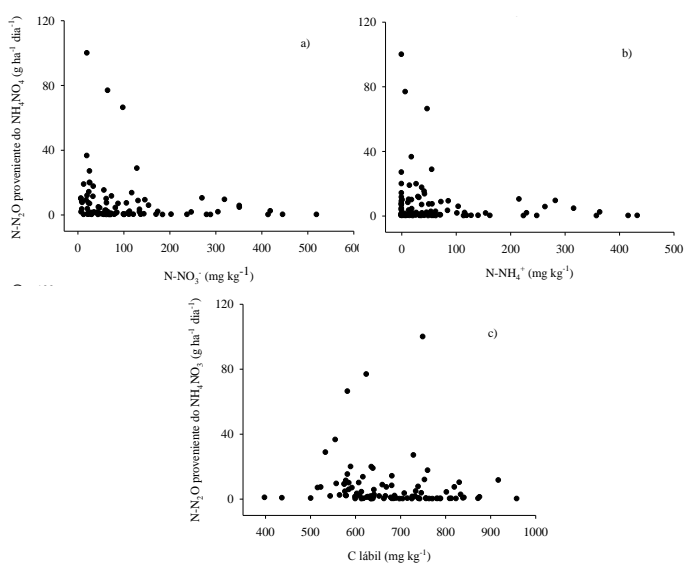 N-N₂O proveniente do NH₄NO₄ (g ha⁻¹ dia⁻¹)
120
80
40
0
a)
0 100 200 300 400 500 600
N-NO₃⁻ (mg kg⁻¹)
120
80
40
0
b)
0 100 200 300 400 500
N-NH₄⁺ (mg kg⁻¹)
N-N₂O proveniente do NH₄NO₃ (g ha⁻¹ dia⁻¹)
120
80
40
0
c)
400 500 600 700 800 900 1000
C lábil (mg kg⁻¹)